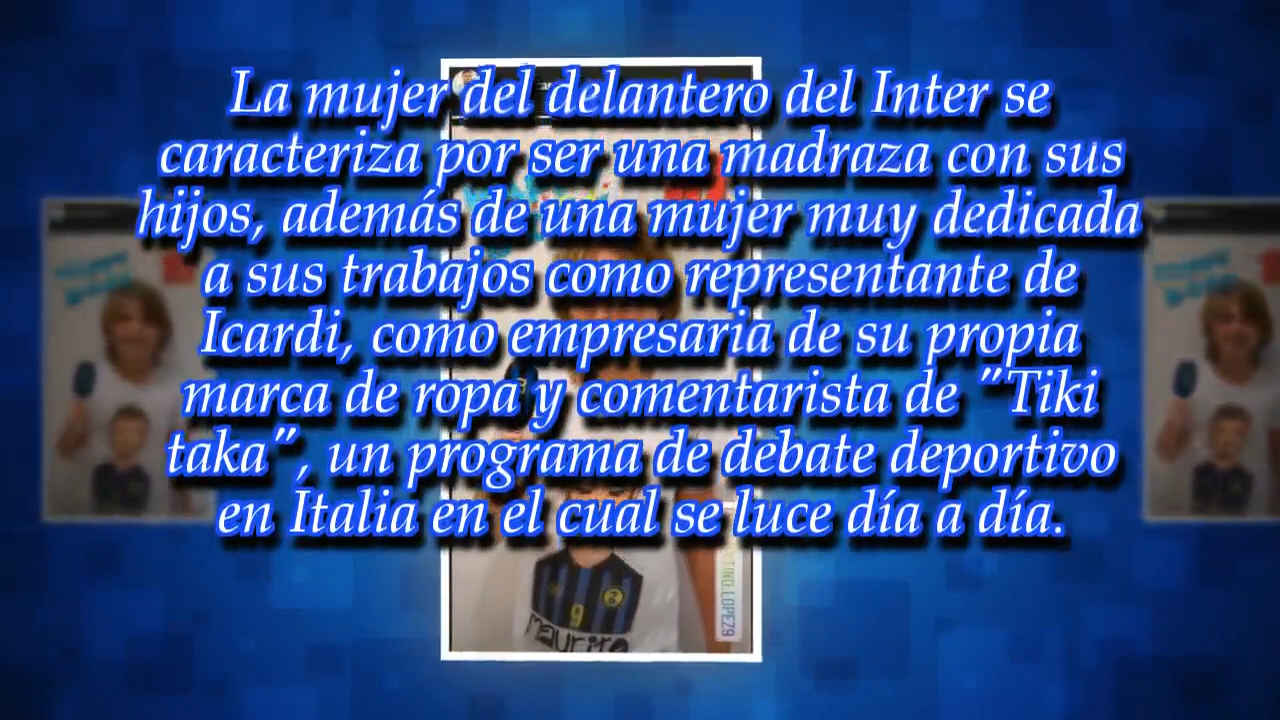 La mujer del delantero del Inter se
caracteriza por ser una madraza con sus
hijos, además de una mujer muy dedicada
a sus trabajos como representante de
Icardi, como empresaria de su propia
marca de ropa y comentarista de "Tiki
taka", un programa de debate deportivo
en Italia en el cual se luce día a día.